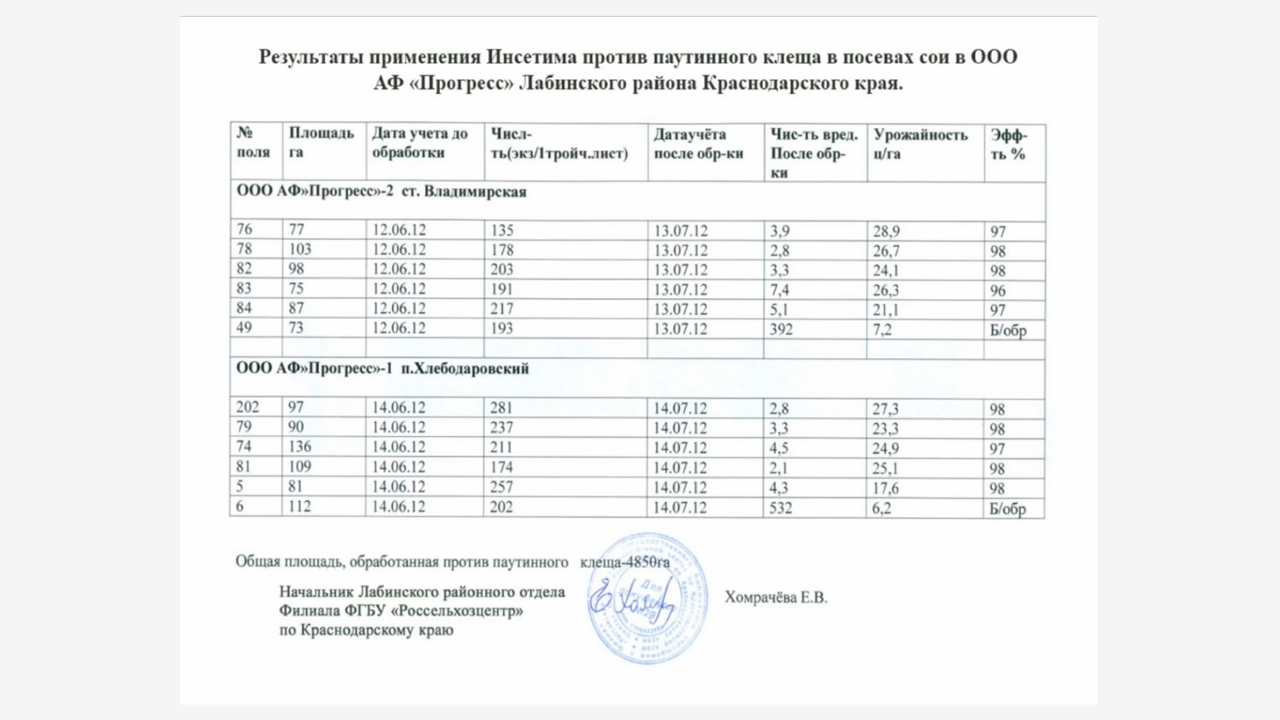 Результаты применения Инсетима против паутинного клеща в посевах сои в ООО
АФ «Прогресс» Лабинского района Краснодарского края.
№ поля Площадь га Дата учета до обработки Числ-ть(экз/1тройч.лист) Датаучёта после обр-ки Чис-ть вред. После обр-ки Урожайность ц/га Эфф-ть %
ООО АФ»Прогресс»-2 ст. Владимирская
76 77 12.06.12 135 13.07.12 3,9 28,9 97
78 103 12.06.12 178 13.07.12 2,8 26,7 98
82 98 12.06.12 203 13.07.12 3,3 24,1 98
83 75 12.06.12 191 13.07.12 7,4 26,3 96
84 87 12.06.12 217 13.07.12 5,1 21,1 97
49 73 12.06.12 193 13.07.12 392 7,2 Б/обр
ООО АФ»Прогресс»-1 п.Хлебодаровский
202 97 14.06.12 281 14.07.12 2,8 27,3 98
79 90 14.06.12 237 14.07.12 3,3 23,3 98
74 136 14.06.12 211 14.07.12 4,5 24,9 97
81 109 14.06.12 174 14.07.12 2,1 25,1 98
5 81 14.06.12 257 14.07.12 4,3 17,6 98
6 112 14.06.12 202 14.07.12 532 6,2 Б/обр
Общая площадь, обработанная против паутинного клеща-4850га
Начальник Лабинского районного отдела
Филиала ФГБУ «Россельхозцентр»
по Краснодарскому краю
Хомрачёва Е.В.